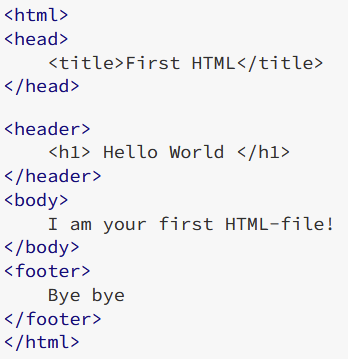 <html>
<head>
    <title>First HTML</title>
</head>

<header>
    <h1> Hello World </h1>
</header>
<body>
    I am your first HTML-file!
</body>
<footer>
    Bye bye
</footer>
</html>